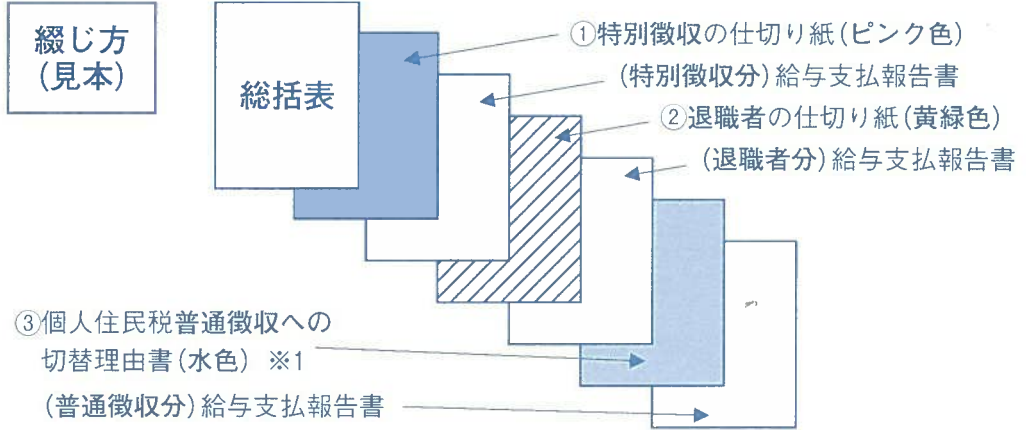 綴じ方
(見本)
総括表
①特別徴収の仕切り紙(ピンク色)
(特別徴収分)給与支払報告書
②退職者の仕切り紙(黄緑色)
(退職者分)給与支払報告書
③個人住民税普通徴収への
切替理由書(水色) ※1
(普通徴収分)給与支払報告書